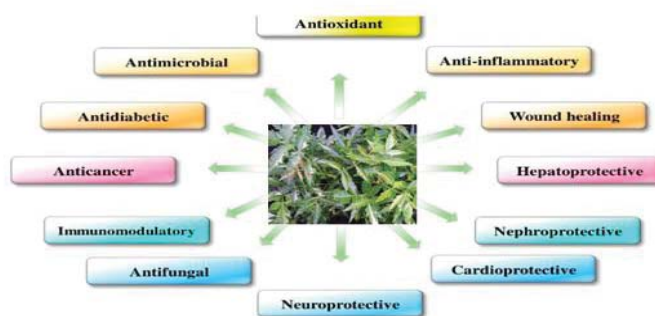 Antioxidant
Antimicrobial
Anti-inflammatory
Antidiabetic
Wound healing
Anticancer
Hepatoprotective
Immunomodulatory
Nephroprotective
Antifungal
Cardioprotective
Neuroprotective